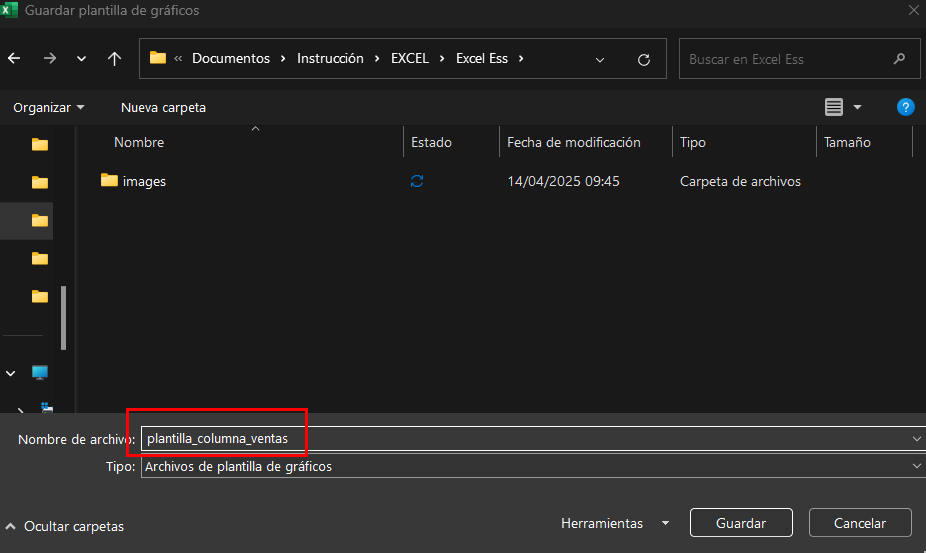 Guardar plantilla de gráficos
« Documentos > Instrucción > EXCEL > Excel Ess >
Buscar en Excel Ess
Organizar
Nueva carpeta
?
Nombre
Estado
Fecha de modificación
Tipo
Tamaño
images
14/04/2025 09:45
Carpeta de archivos
Nombre de archivo:
plantilla_columna_ventas
Tipo:
Archivos de plantilla de gráficos
Ocultar carpetas
Herramientas
Guardar
Cancelar